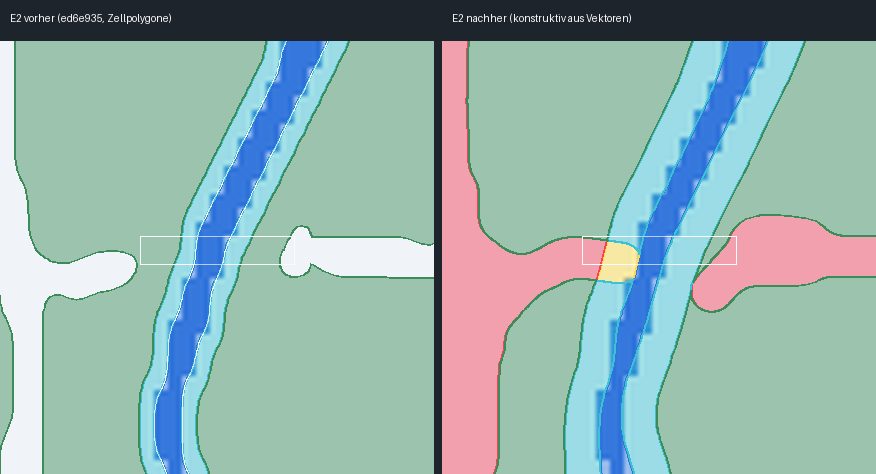 E2 vorher (ed6e935, Zellpolygone)
E2 nachher (konstruktiv aus Vektoren)